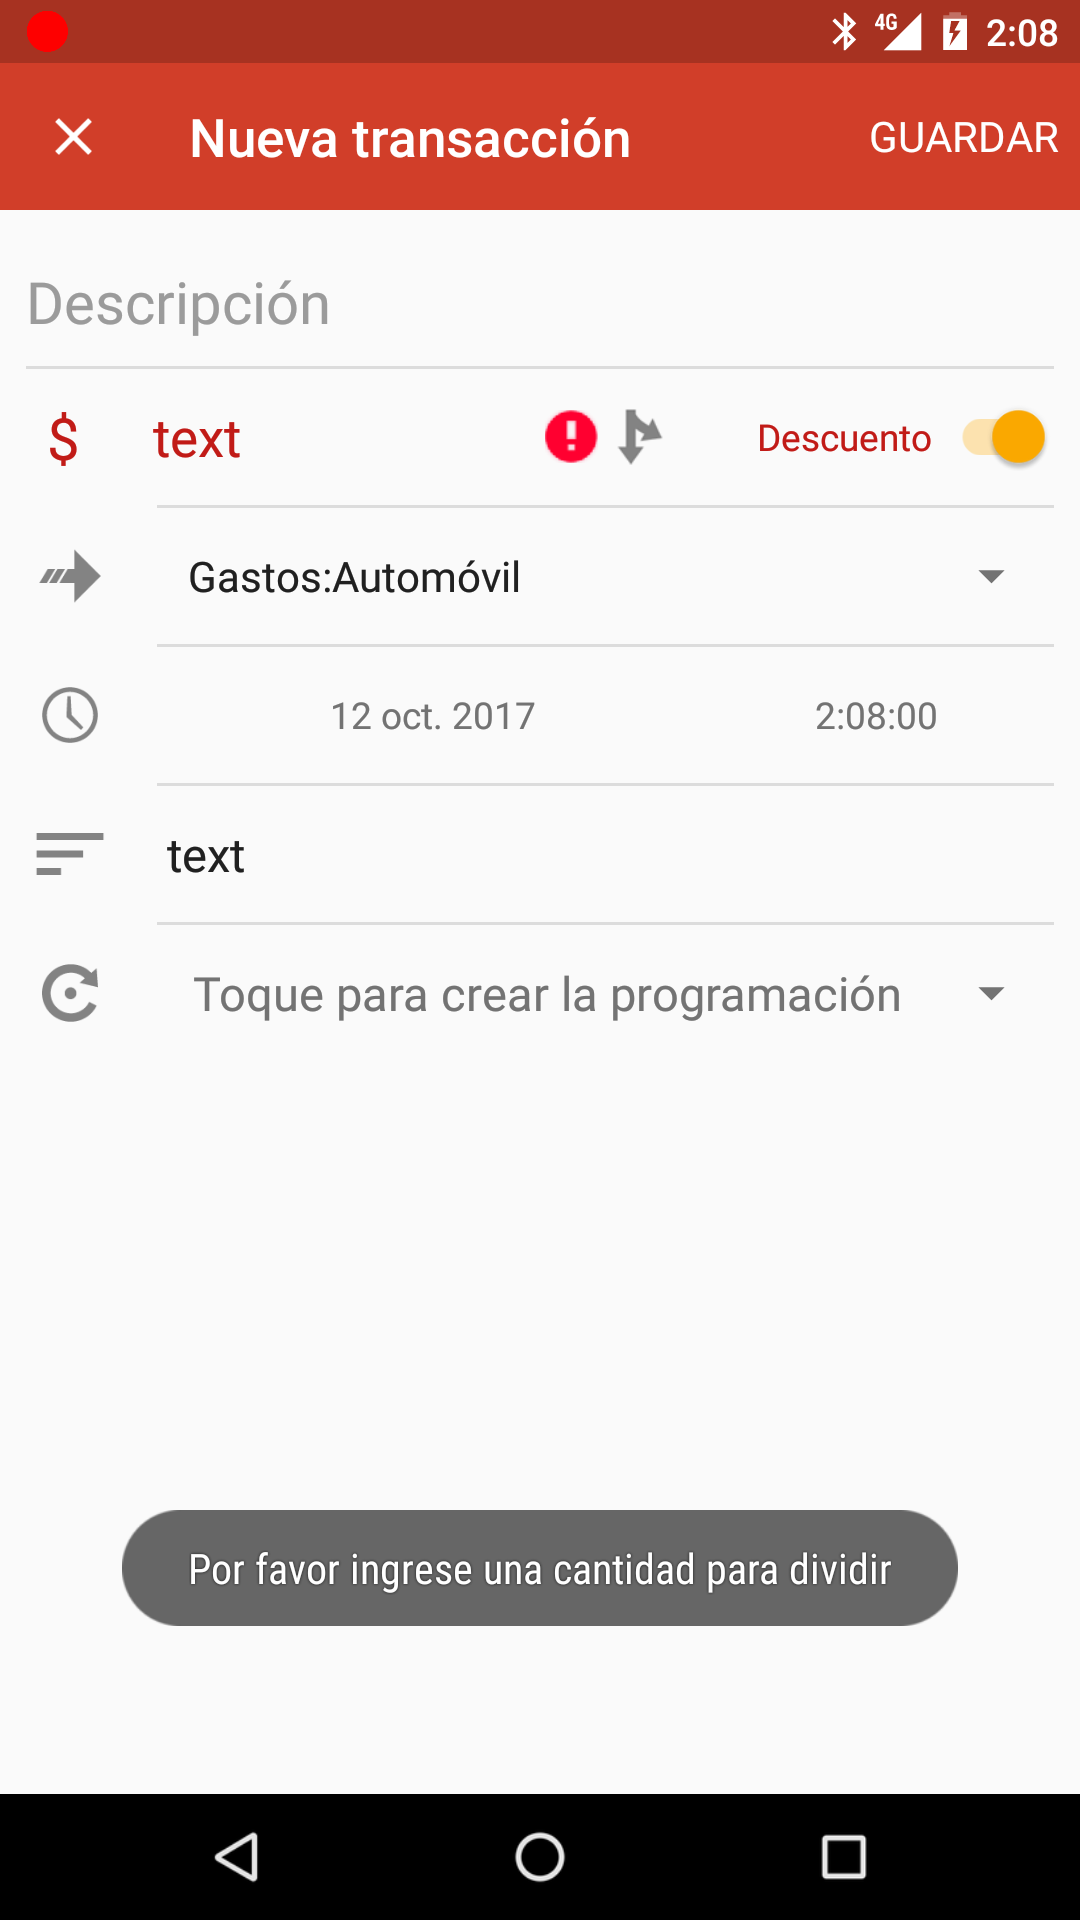 4G 2:08
Nueva transacción GUARDAR
Descripción
$ text Descuento
Gastos:Automóvil
12 oct. 2017 2:08:00
text
Toque para crear la programación
Por favor ingrese una cantidad para dividir